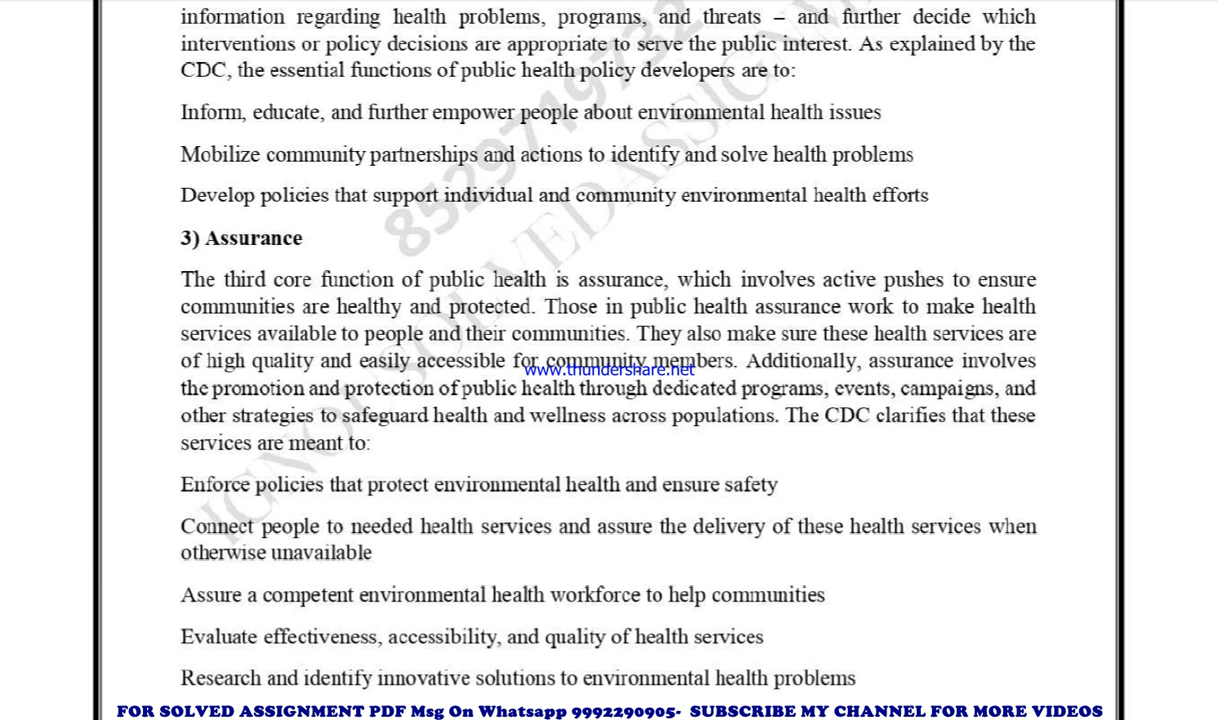 information regarding health problems, programs, and threats – and further decide which
interventions or policy decisions are appropriate to serve the public interest. As explained by the
CDC, the essential functions of public health policy developers are to:
Inform, educate, and further empower people about environmental health issues
Mobilize community partnerships and actions to identify and solve health problems
Develop policies that support individual and community environmental health efforts
3) Assurance
The third core function of public health is assurance, which involves active pushes to ensure
communities are healthy and protected. Those in public health assurance work to make health
services available to people and their communities. They also make sure these health services are
of high quality and easily accessible for community members. Additionally, assurance involves
www.thundershare.net
the promotion and protection of public health through dedicated programs, events, campaigns, and
other strategies to safeguard health and wellness across populations. The CDC clarifies that these
services are meant to:
Enforce policies that protect environmental health and ensure safety
Connect people to needed health services and assure the delivery of these health services when
otherwise unavailable
Assure a competent environmental health workforce to help communities
Evaluate effectiveness, accessibility, and quality of health services
Research and identify innovative solutions to environmental health problems
8529719732
IGNOU SOLVED ASSIGNM
FOR SOLVED ASSIGNMENT PDF Msg On Whatsapp 9992290905- SUBSCRIBE MY CHANNEL FOR MORE VIDEOS